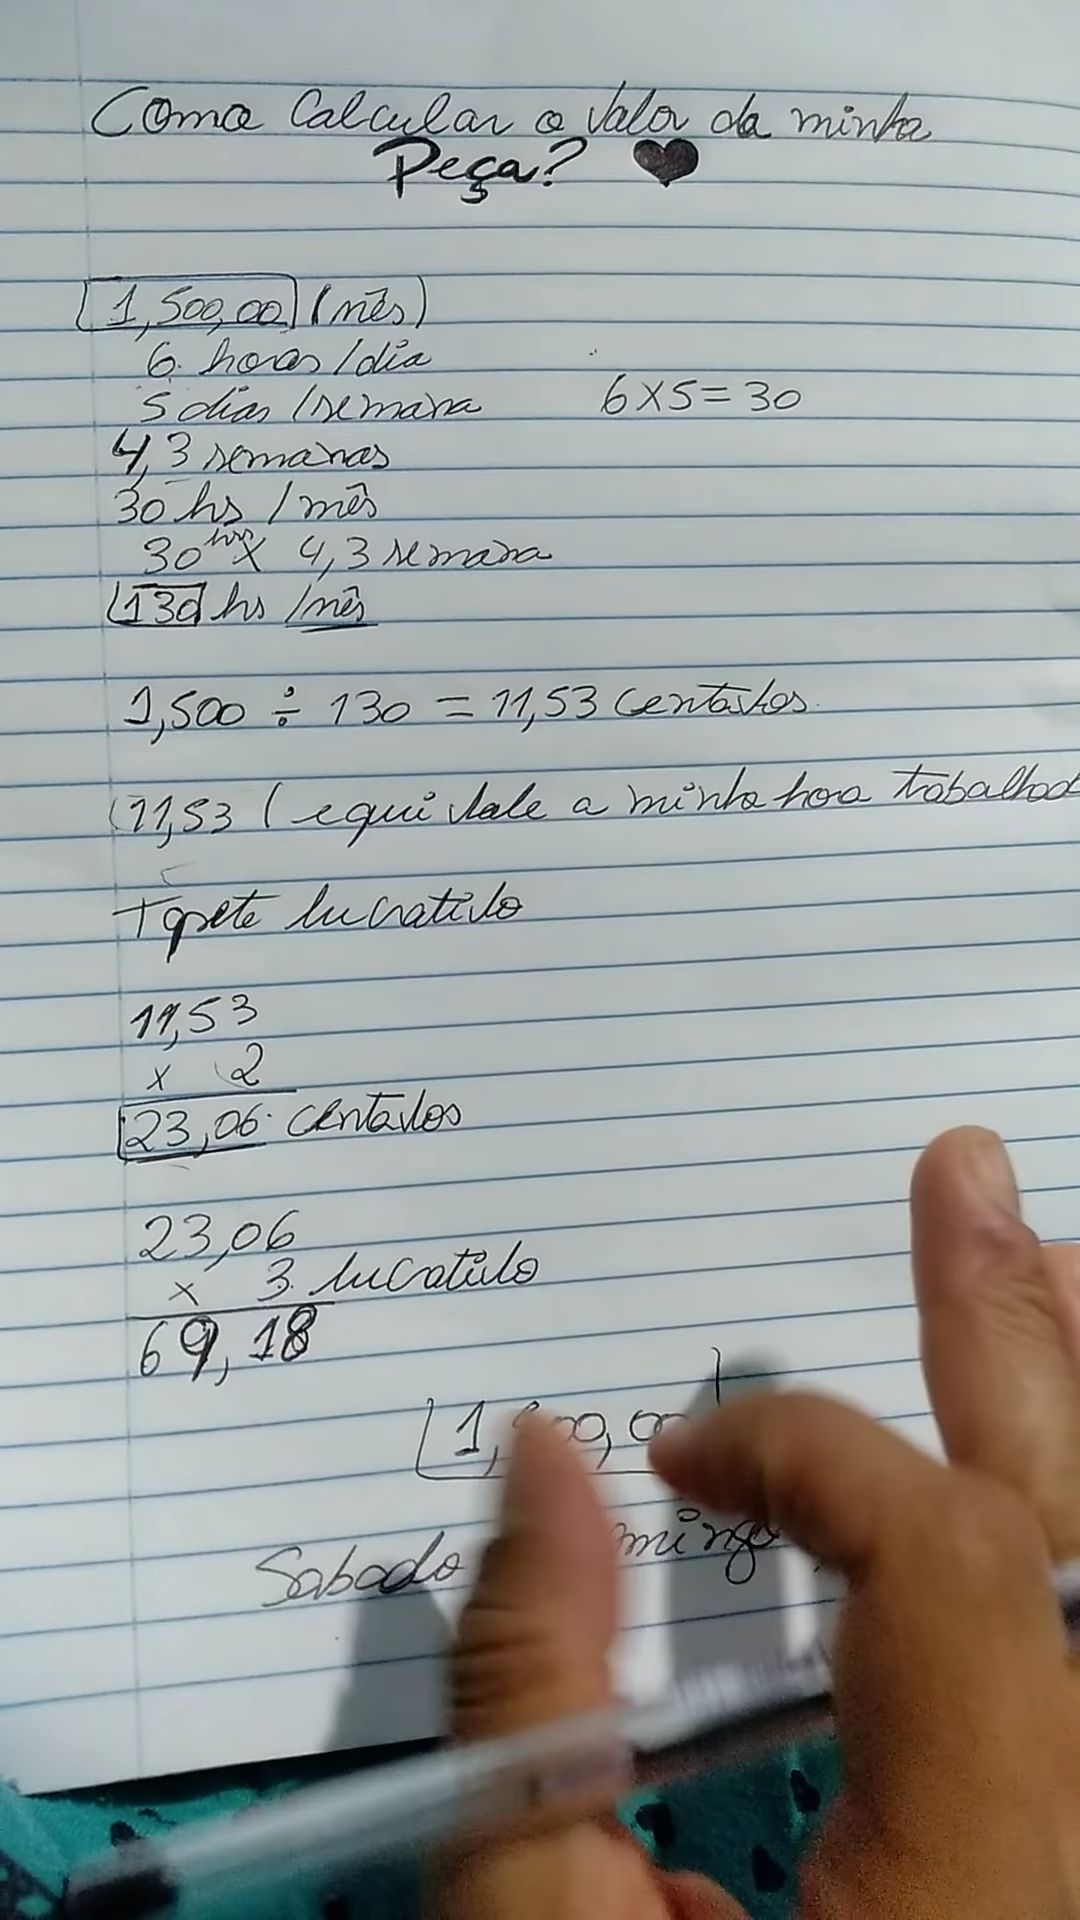 Como Calcular o valor da minha
Peça? ♥
1,500,00 (mês)
6 horas /dia
5 dias /semana 6x5=30
4,3 semanas
30 hs /mês
30 hrs x 4,3 semana
130 hs /mês
1,500 ÷ 130 = 11,53 centavos.
11,53 (equivale a minha hora trabalhad
Tapete lucrativo
11,53
x 2
23,06 centavos
23,06
x 3 lucrativo
69,18
Sabado